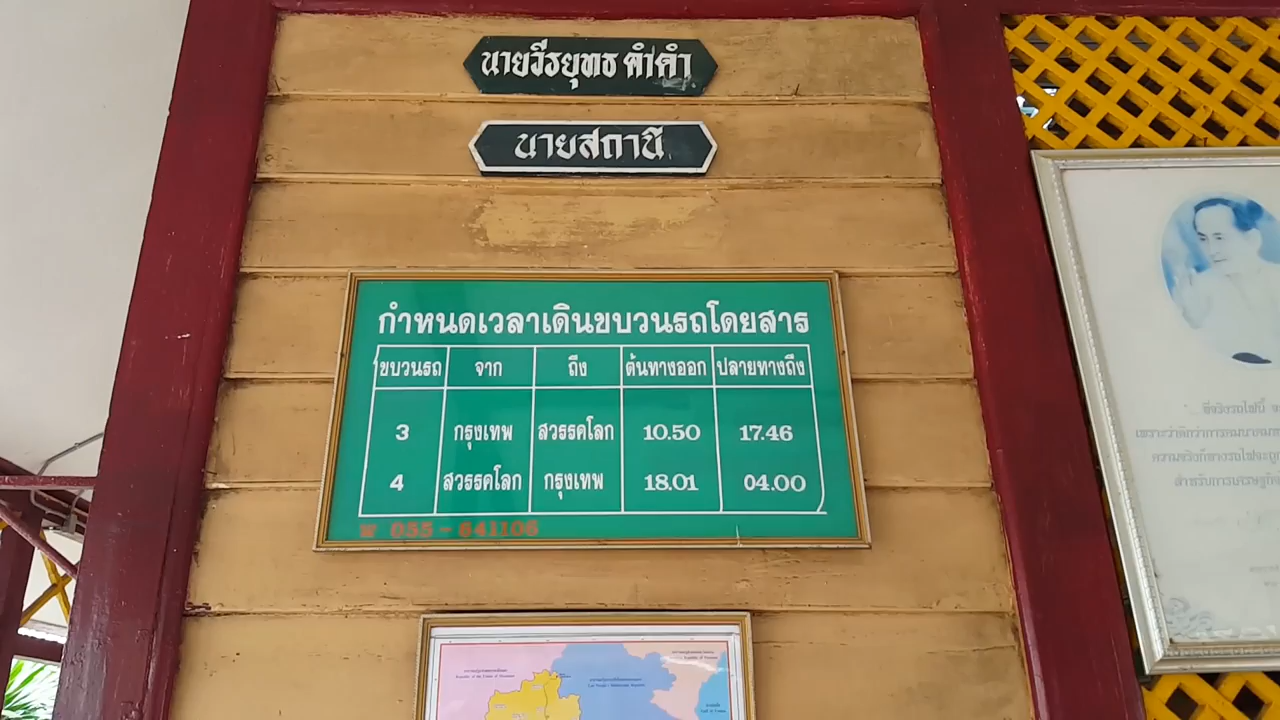 นายวีรยุทธ คำคำ
นายสถานี
กำหนดเวลาเดินขบวนรถโดยสาร
ขบวนรถ จาก ถึง ต้นทางออก ปลายทางถึง
3 กรุงเทพ สวรรคโลก 10.50 17.46
4 สวรรคโลก กรุงเทพ 18.01 04.00
055 - 641106